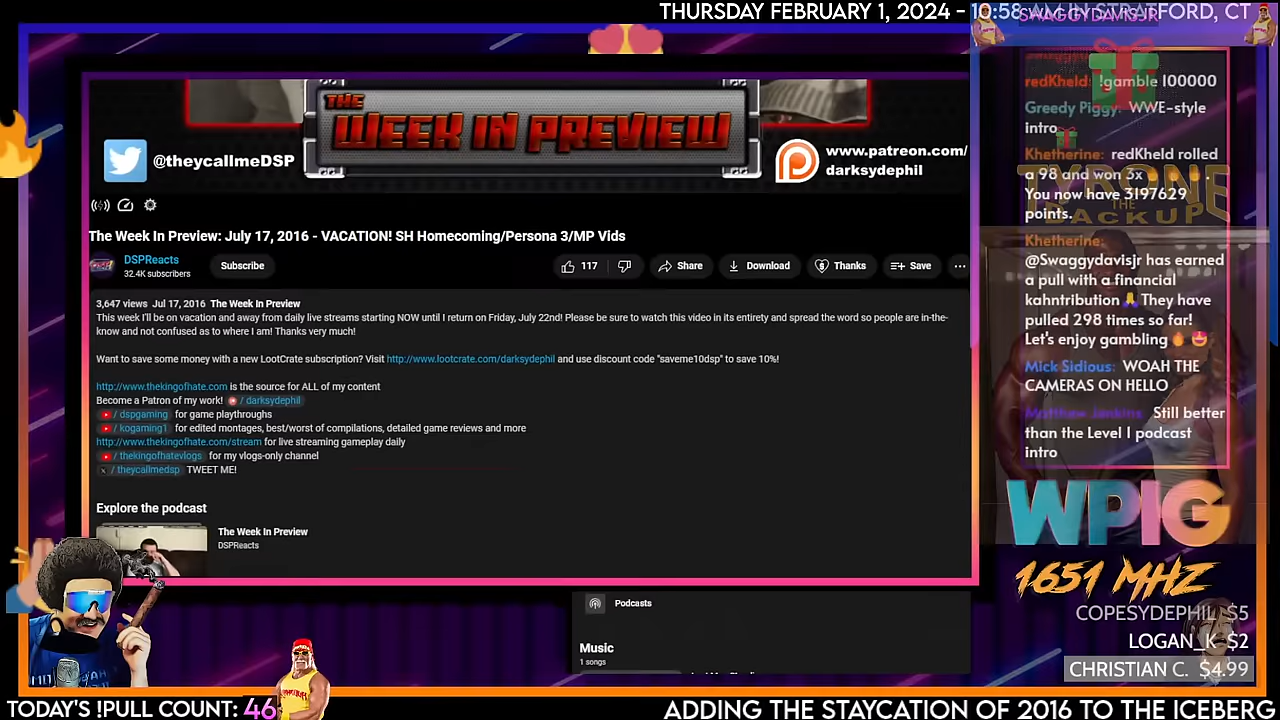 THURSDAY FEBRUARY 1, 2024 - 10:58 AM IN STRATFORD, CT
SWAGGYDAVISJR
THE
WEEK IN PREVIEW
@theycallmeDSP
www.patreon.com/
darksydephil
The Week In Preview: July 17, 2016 - VACATION! SH Homecoming/Persona 3/MP Vids
DSPReacts
32.4K subscribers
Subscribe
117
Share
Download
Thanks
Save
...
3,647 views Jul 17, 2016 The Week In Preview
This week I'll be on vacation and away from daily live streams starting NOW until I return on Friday, July 22nd! Please be sure to watch this video in its entirety and spread the word so people are in-the-
know and not confused as to where I am! Thanks very much!
Want to save some money with a new LootCrate subscription? Visit http://www.lootcrate.com/darksydephil and use discount code "saveme10dsp" to save 10%!
http://www.thekingofhate.com is the source for ALL of my content
Become a Patron of my work! / darksydephil
/ dspgaming for game playthroughs
/ kogaming1 for edited montages, best/worst of compilations, detailed game reviews and more
http://www.thekingofhate.com/stream for live streaming gameplay daily
/ thekingofhatevlogs for my vlogs-only channel
/ theycallmedsp TWEET ME!
Explore the podcast
The Week In Preview
DSPReacts
Podcasts
Music
1 songs
redKheld: !gamble 100000
Greedy Piggy: WWE-style
intro
Khetherine: redKheld rolled
a 98 and won 3x
You now have 3197629
points.
Khetherine:
@Swaggydavisjr has earned
a pull with a financial
kahntribution 🙏 They have
pulled 298 times so far!
Let's enjoy gambling 🔥 🤩
Mick Sidious: WOAH THE
CAMERAS ON HELLO
Matthew Jenkins: Still better
than the Level 1 podcast
intro
TYRONE
THE
BACKUP
WPIG
1651 MHZ
COPESYDEPHIL $5
LOGAN_K $2
CHRISTIAN C. $4.99
TODAY'S !PULL COUNT: 46
ADDING THE STAYCATION OF 2016 TO THE ICEBERG